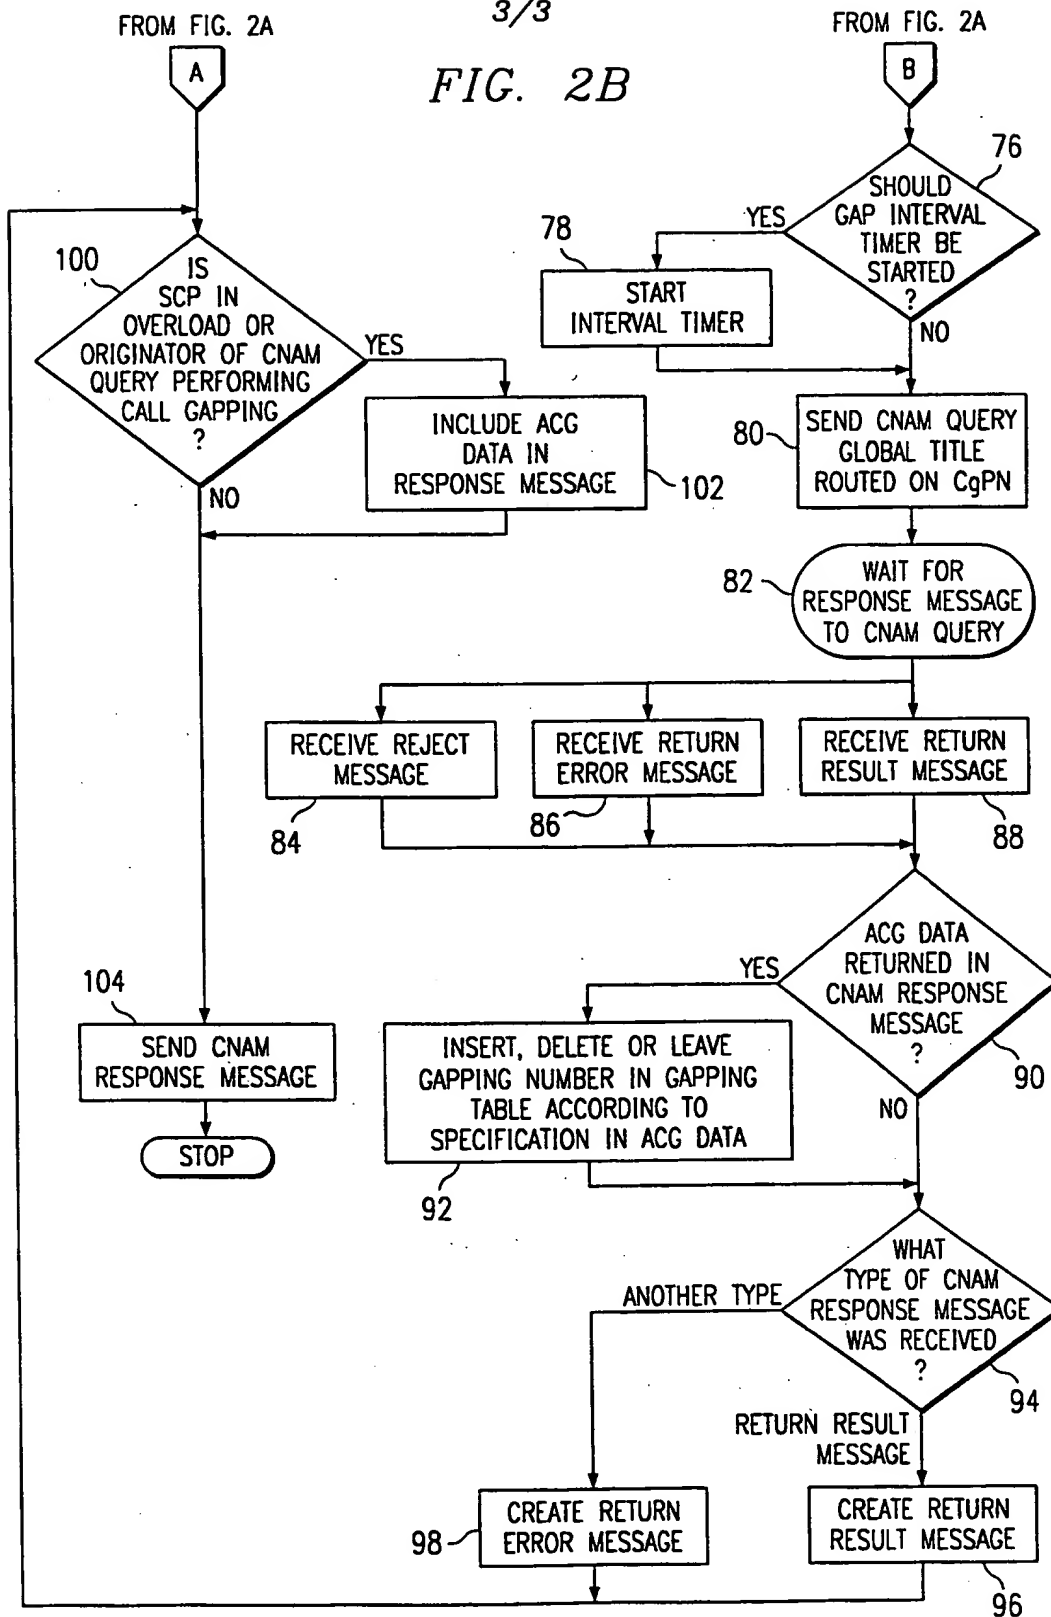 3/3
FROM FIG. 2A
A
FIG. 2B
FROM FIG. 2A
B
76
SHOULD
GAP INTERVAL
TIMER BE
STARTED
?
YES
NO
78
START
INTERVAL TIMER
100
IS
SCP IN
OVERLOAD OR
ORIGINATOR OF CNAM
QUERY PERFORMING
CALL GAPPING
?
YES
NO
INCLUDE ACG
DATA IN
RESPONSE MESSAGE
102
80
SEND CNAM QUERY
GLOBAL TITLE
ROUTED ON CgPN
82
WAIT FOR
RESPONSE MESSAGE
TO CNAM QUERY
RECEIVE REJECT
MESSAGE
84
RECEIVE RETURN
ERROR MESSAGE
86
RECEIVE RETURN
RESULT MESSAGE
88
ACG DATA
RETURNED IN
CNAM RESPONSE
MESSAGE
?
90
YES
NO
104
SEND CNAM
RESPONSE MESSAGE
STOP
INSERT, DELETE OR LEAVE
GAPPING NUMBER IN GAPPING
TABLE ACCORDING TO
SPECIFICATION IN ACG DATA
92
WHAT
TYPE OF CNAM
RESPONSE MESSAGE
WAS RECEIVED
?
94
ANOTHER TYPE
RETURN RESULT
MESSAGE
98
CREATE RETURN
ERROR MESSAGE
CREATE RETURN
RESULT MESSAGE
96